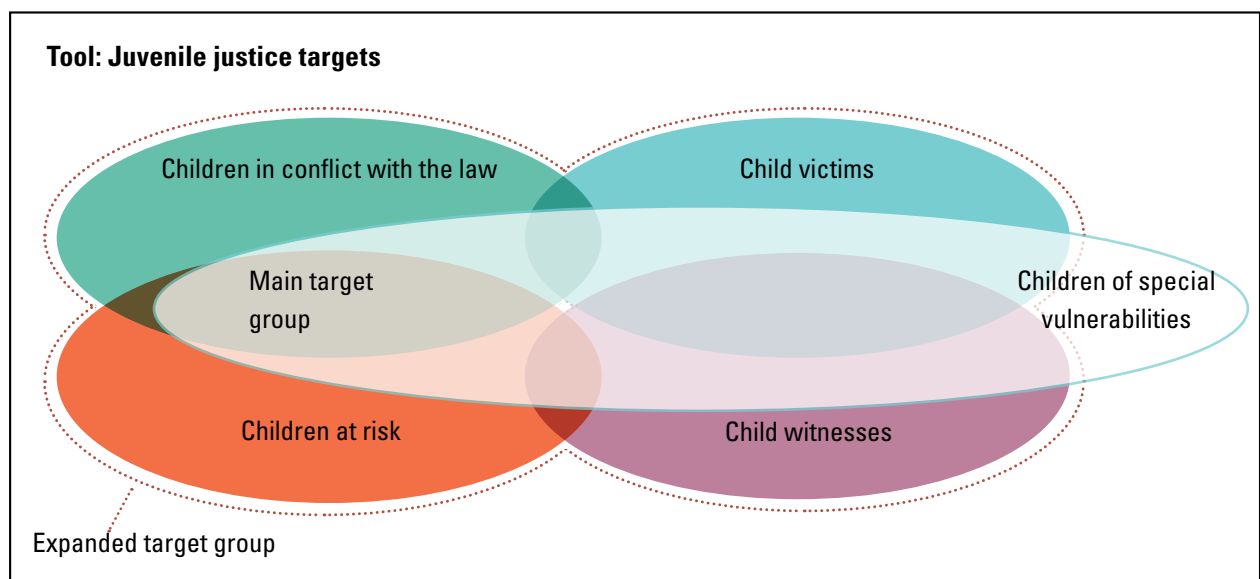 Tool: Juvenile justice targets
Children in conflict with the law
Child victims
Main target
group
Children of special
vulnerabilities
Children at risk
Child witnesses
Expanded target group